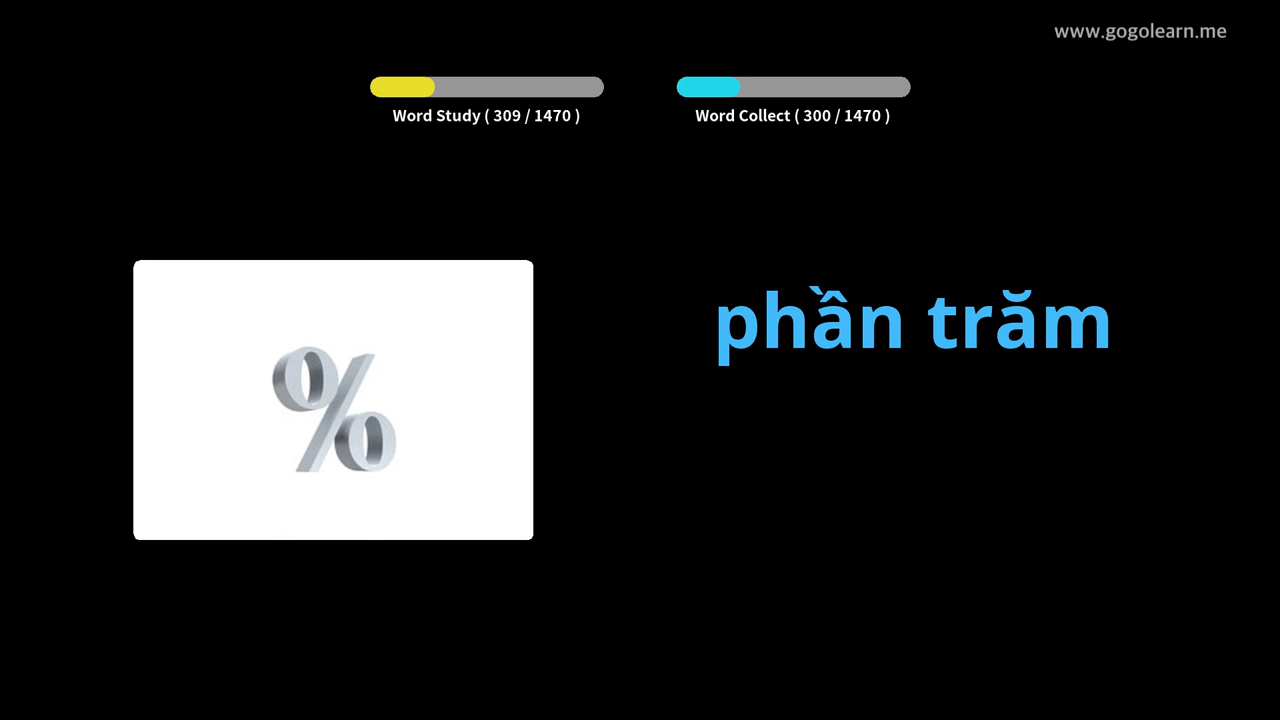 www.gogolearn.me
Word Study ( 309 / 1470 )
Word Collect ( 300 / 1470 )
%
phần trăm